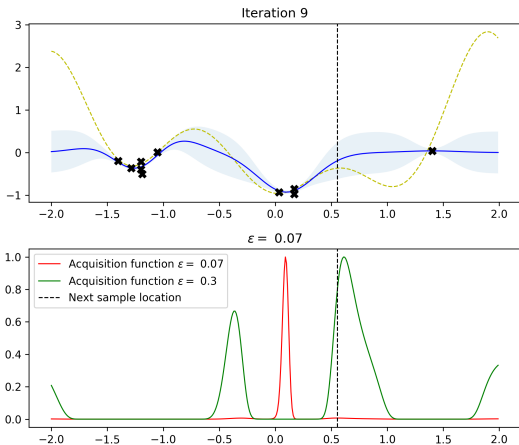 Iteration 9
3
2
1
0
−1
−2.0 −1.5 −1.0 −0.5 0.0 0.5 1.0 1.5 2.0
ε = 0.07
1.0
0.8
0.6
0.4
0.2
0.0
Acquisition function ε = 0.07
Acquisition function ε = 0.3
Next sample location
−2.0 −1.5 −1.0 −0.5 0.0 0.5 1.0 1.5 2.0